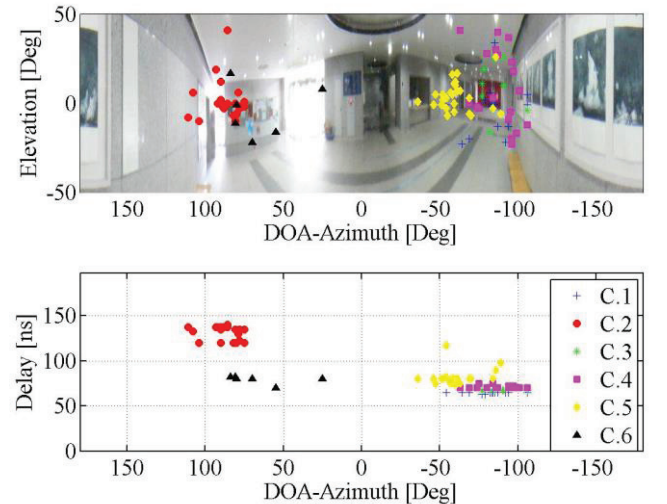 50
0
-50
Elevation [Deg]
150 100 50 0 -50 -100 -150
DOA-Azimuth [Deg]
150
100
50
0
Delay [ns]
C.1
C.2
C.3
C.4
C.5
C.6
150 100 50 0 -50 -100 -150
DOA-Azimuth [Deg]